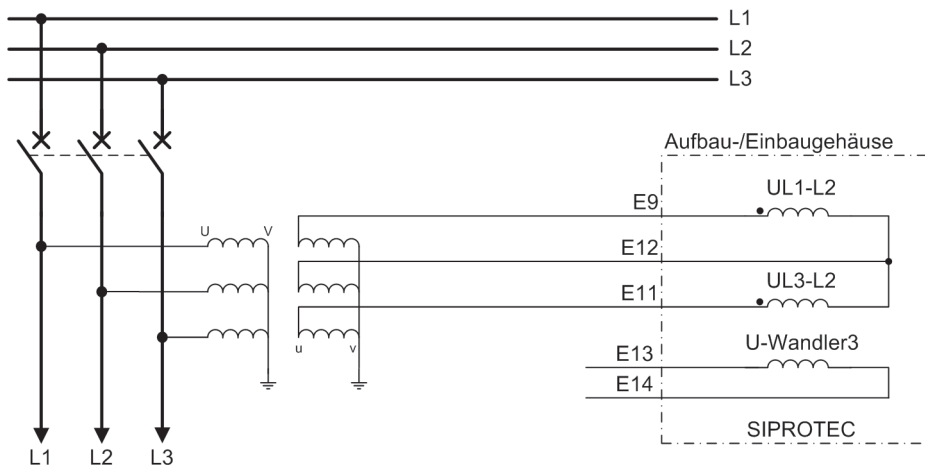 L1
L2
L3
Aufbau-/Einbaugehäuse
UL1-L2
E9
U V
E12
UL3-L2
E11
u v
U-Wandler3
E13
E14
SIPROTEC
L1 L2 L3